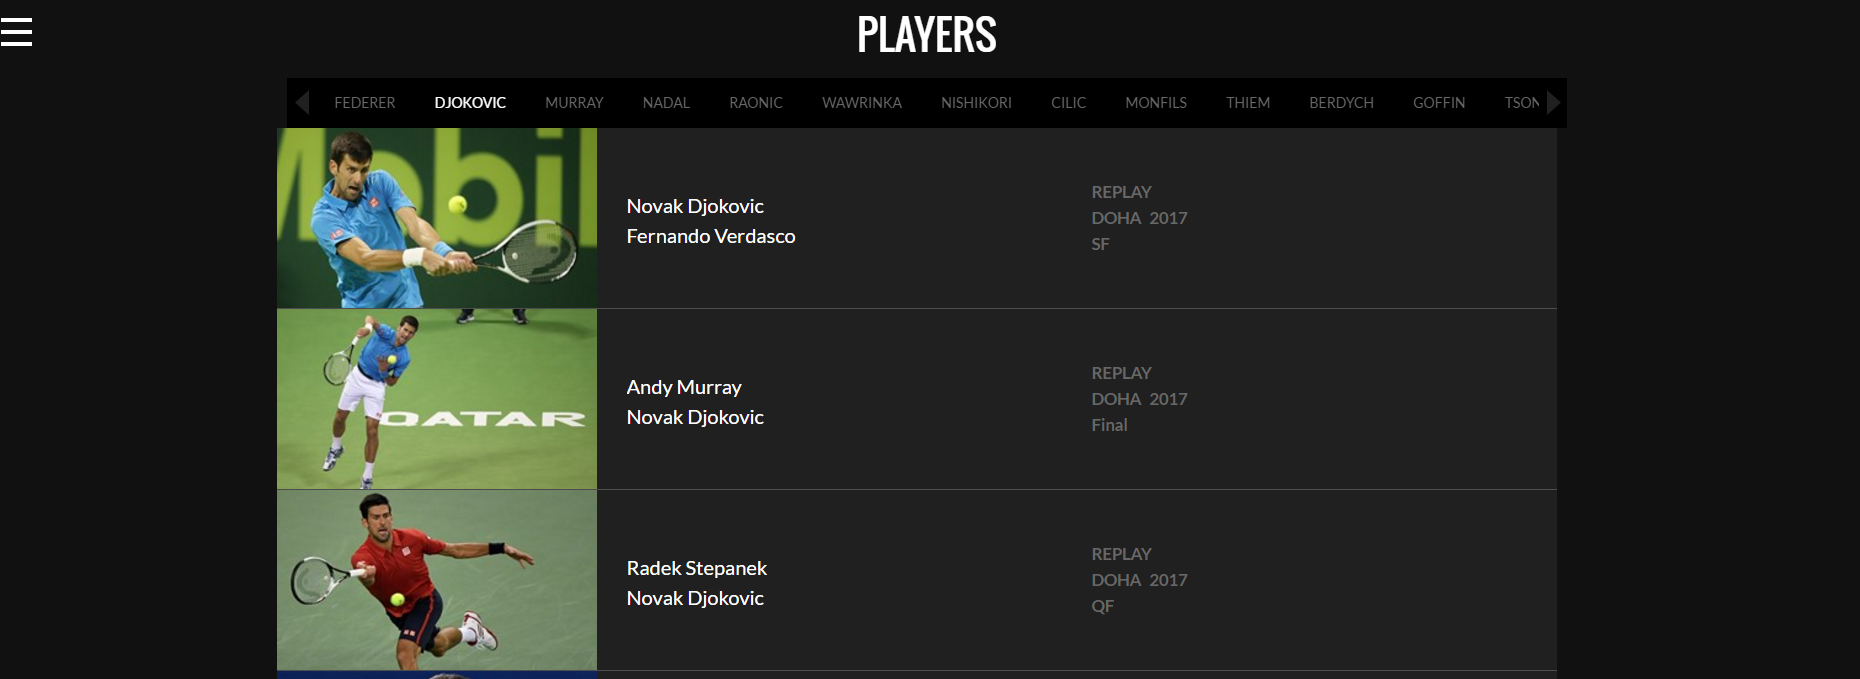 PLAYERS
FEDERER DJOKOVIC MURRAY NADAL RAONIC WAWRINKA NISHIKORI CILIC MONFILS THIEM BERDYCH GOFFIN TSON
Mobil
Novak Djokovic
Fernando Verdasco
REPLAY
DOHA 2017
SF
QATAR
Andy Murray
Novak Djokovic
REPLAY
DOHA 2017
Final
Radek Stepanek
Novak Djokovic
REPLAY
DOHA 2017
QF